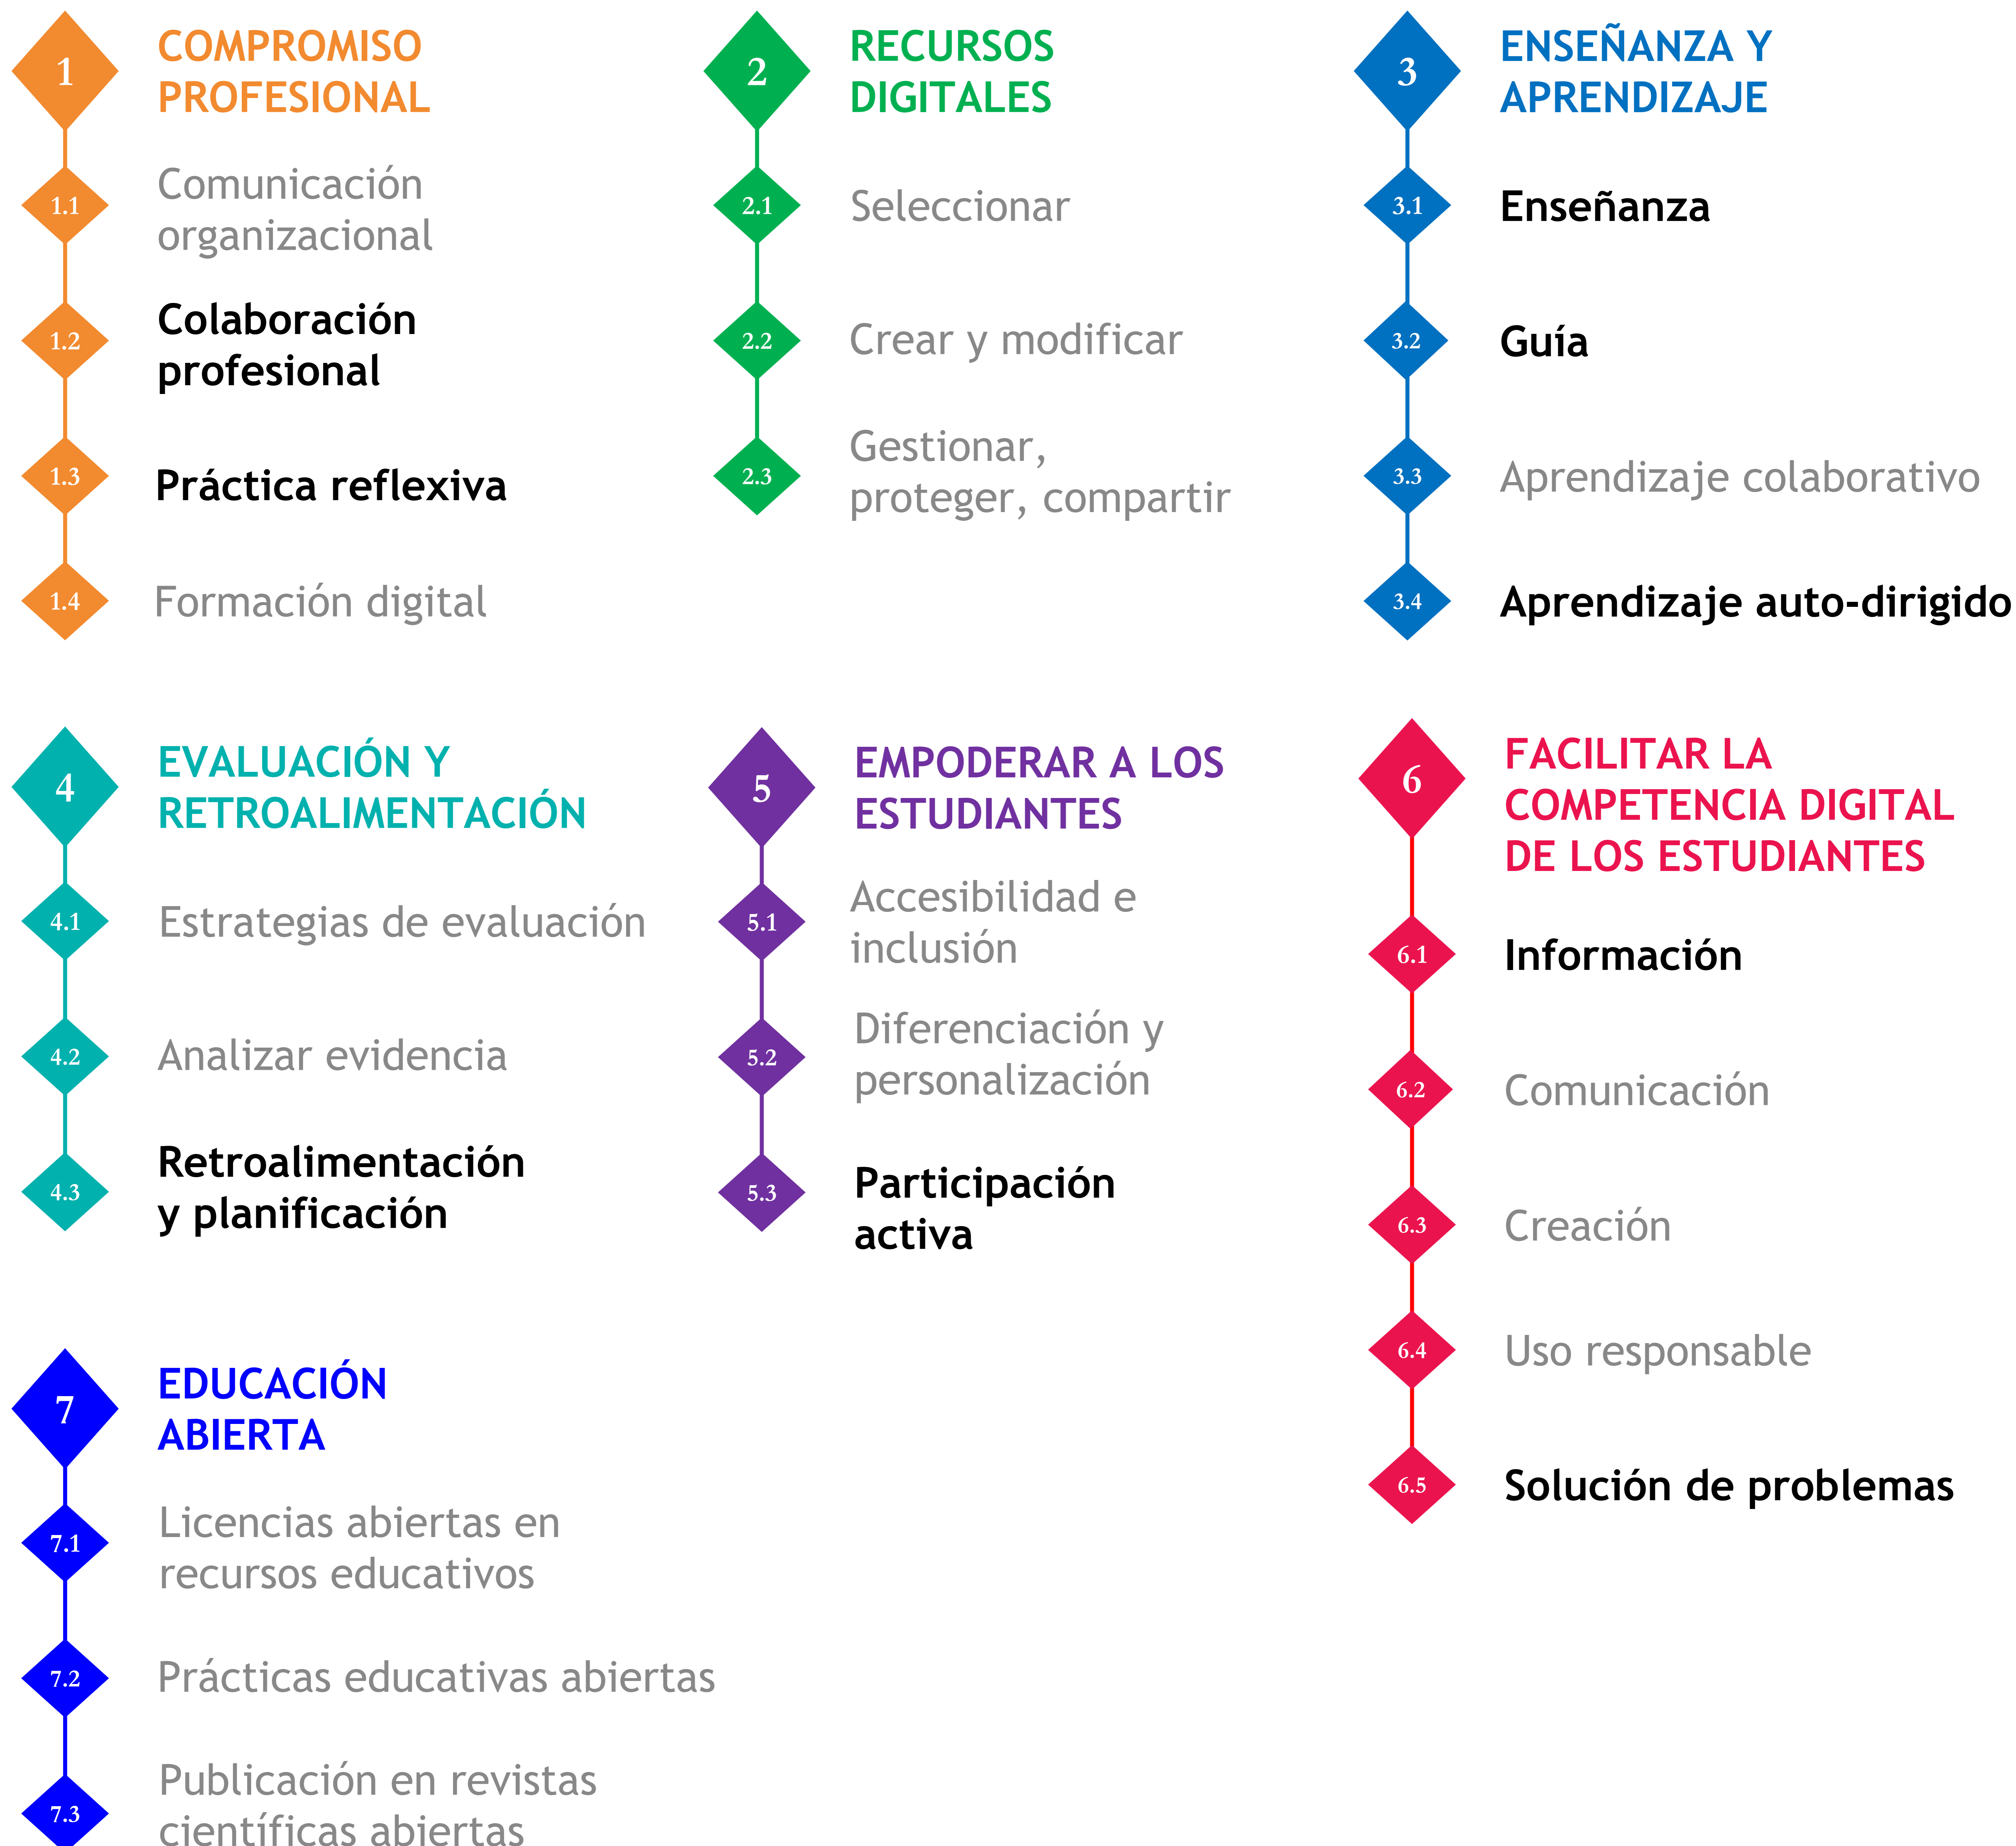 1
COMPROMISO
PROFESIONAL
1.1
Comunicación
organizacional
1.2
Colaboración
profesional
1.3
Práctica reflexiva
1.4
Formación digital
2
RECURSOS
DIGITALES
2.1
Seleccionar
2.2
Crear y modificar
2.3
Gestionar,
proteger, compartir
3
ENSEÑANZA Y
APRENDIZAJE
3.1
Enseñanza
3.2
Guía
3.3
Aprendizaje colaborativo
3.4
Aprendizaje auto-dirigido
4
EVALUACIÓN Y
RETROALIMENTACIÓN
4.1
Estrategias de evaluación
4.2
Analizar evidencia
4.3
Retroalimentación
y planificación
5
EMPODERAR A LOS
ESTUDIANTES
5.1
Accesibilidad e
inclusión
5.2
Diferenciación y
personalización
5.3
Participación
activa
6
FACILITAR LA
COMPETENCIA DIGITAL
DE LOS ESTUDIANTES
6.1
Información
6.2
Comunicación
6.3
Creación
6.4
Uso responsable
6.5
Solución de problemas
7
EDUCACIÓN
ABIERTA
7.1
Licencias abiertas en
recursos educativos
7.2
Prácticas educativas abiertas
7.3
Publicación en revistas
científicas abiertas